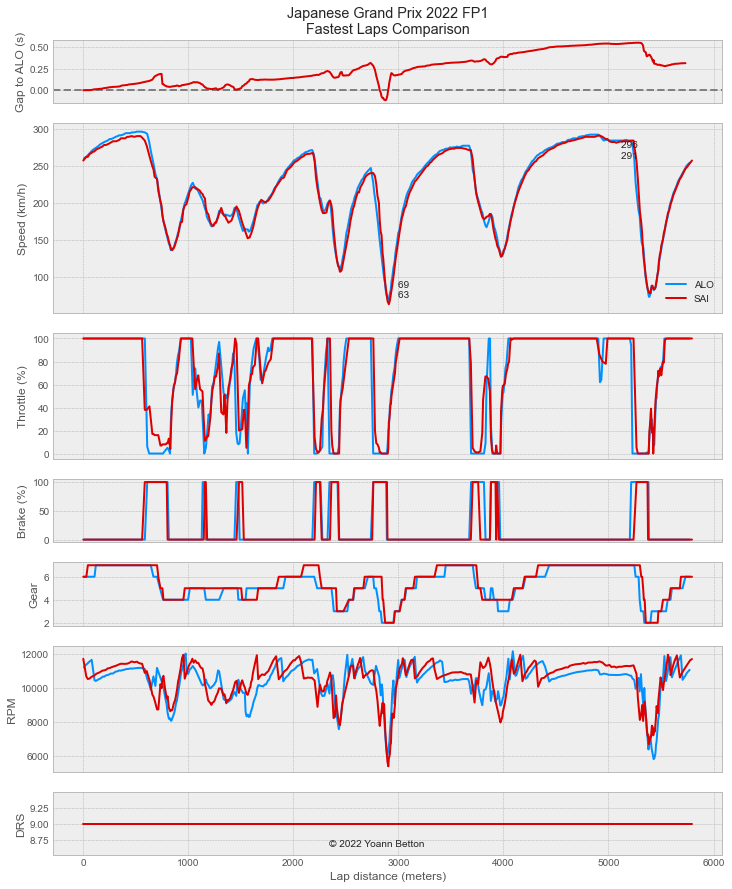 Japanese Grand Prix 2022 FP1
Fastest Laps Comparison
Gap to ALO (s)
0.50
0.25
0.00
Speed (km/h)
300
250
200
150
100
69
63
296
ALO
SAI
Throttle (%)
100
80
60
40
20
0
Brake (%)
100
50
0
Gear
6
4
2
RPM
12000
10000
8000
6000
DRS
9.25
9.00
8.75
© 2022 Yoann Betton
0
1000
2000
3000
4000
5000
6000
Lap distance (meters)